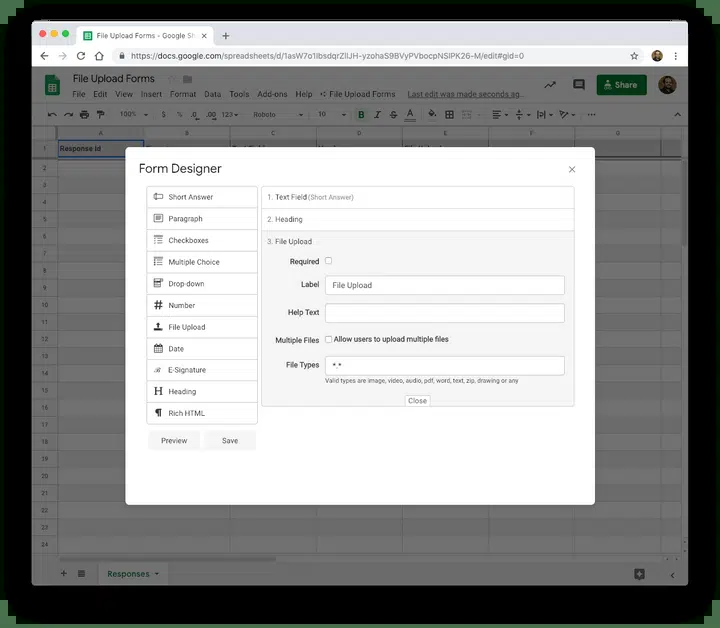 File Upload Forms - Google Sh
https://docs.google.com/spreadsheets/d/1asW7o1IbsdqrZIIJH-yzohaS9BVyPVbocpNSIPK26-M/edit#gid=0
File Upload Forms
File Edit View Insert Format Data Tools Add-ons Help File Upload Forms Last edit was made seconds ag...
Share
100% $ % .0 .00 123 Roboto 10 B I S A
A B C D E F G
1 Response Id
2
3
4
5
6
7
8
9
10
11
12
13
14
15
16
17
18
19
20
21
22
23
24
Form Designer
Short Answer
Paragraph
Checkboxes
Multiple Choice
Drop-down
Number
File Upload
Date
E-Signature
Heading
Rich HTML
Preview Save
1. Text Field (Short Answer)
2. Heading
3. File Upload
Required
Label File Upload
Help Text
Multiple Files Allow users to upload multiple files
File Types *.*
Valid types are image, video, audio, pdf, word, text, zip, drawing or any
Close
Responses